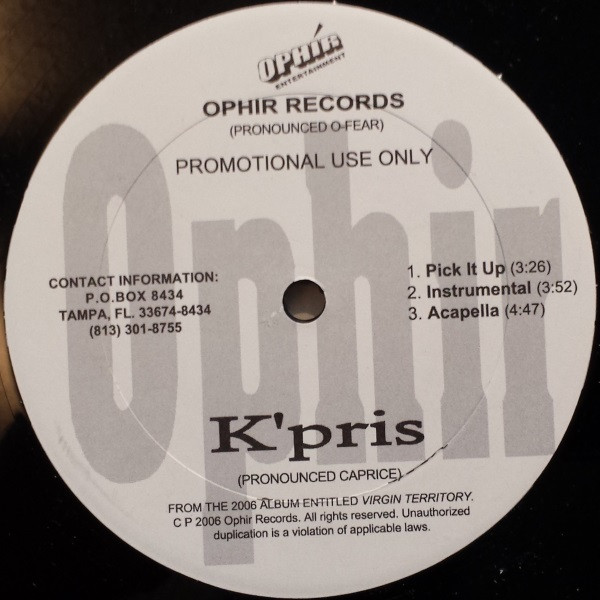 OPHIR
ENTERTAINMENT
OPHIR RECORDS
(PRONOUNCED O-FEAR)
PROMOTIONAL USE ONLY
Ophir
CONTACT INFORMATION:
P.O.BOX 8434
TAMPA, FL. 33674-8434
(813) 301-8755
1. Pick It Up (3:26)
2. Instrumental (3:52)
3. Acapella (4:47)
K'pris
(PRONOUNCED CAPRICE)
FROM THE 2006 ALBUM ENTITLED VIRGIN TERRITORY.
C P 2006 Ophir Records. All rights reserved. Unauthorized
duplication is a violation of applicable laws.